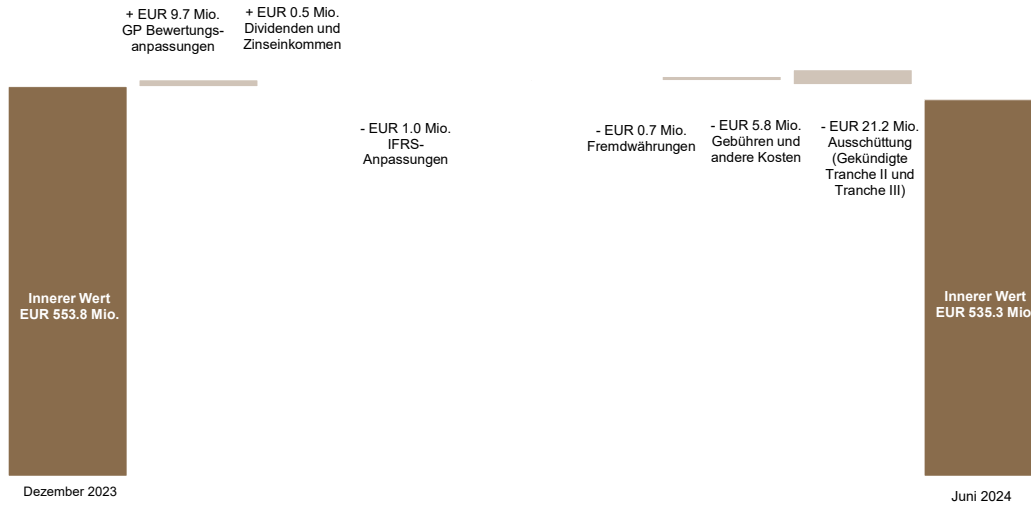 + EUR 9.7 Mio.
GP Bewertungs-
anpassungen
+ EUR 0.5 Mio.
Dividenden und
Zinseinkommen
- EUR 1.0 Mio.
IFRS-
Anpassungen
- EUR 0.7 Mio.
Fremdwährungen
- EUR 5.8 Mio.
Gebühren und
andere Kosten
- EUR 21.2 Mio.
Ausschüttung
(Gekündigte
Tranche II und
Tranche III)
Innerer Wert
EUR 553.8 Mio.
Innerer Wert
EUR 535.3 Mio
Dezember 2023
Juni 2024